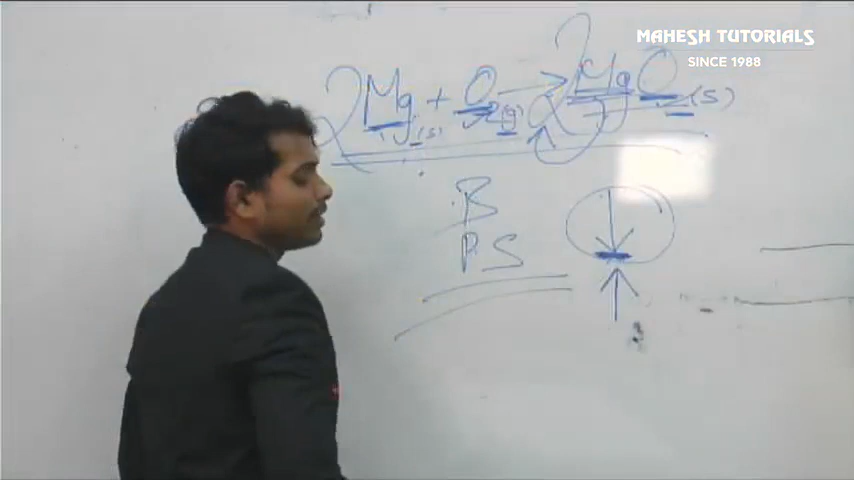 MAHESH TUTORIALS
SINCE 1988
2Mg(s) + O2(g) → 2MgO(s)
B
PS